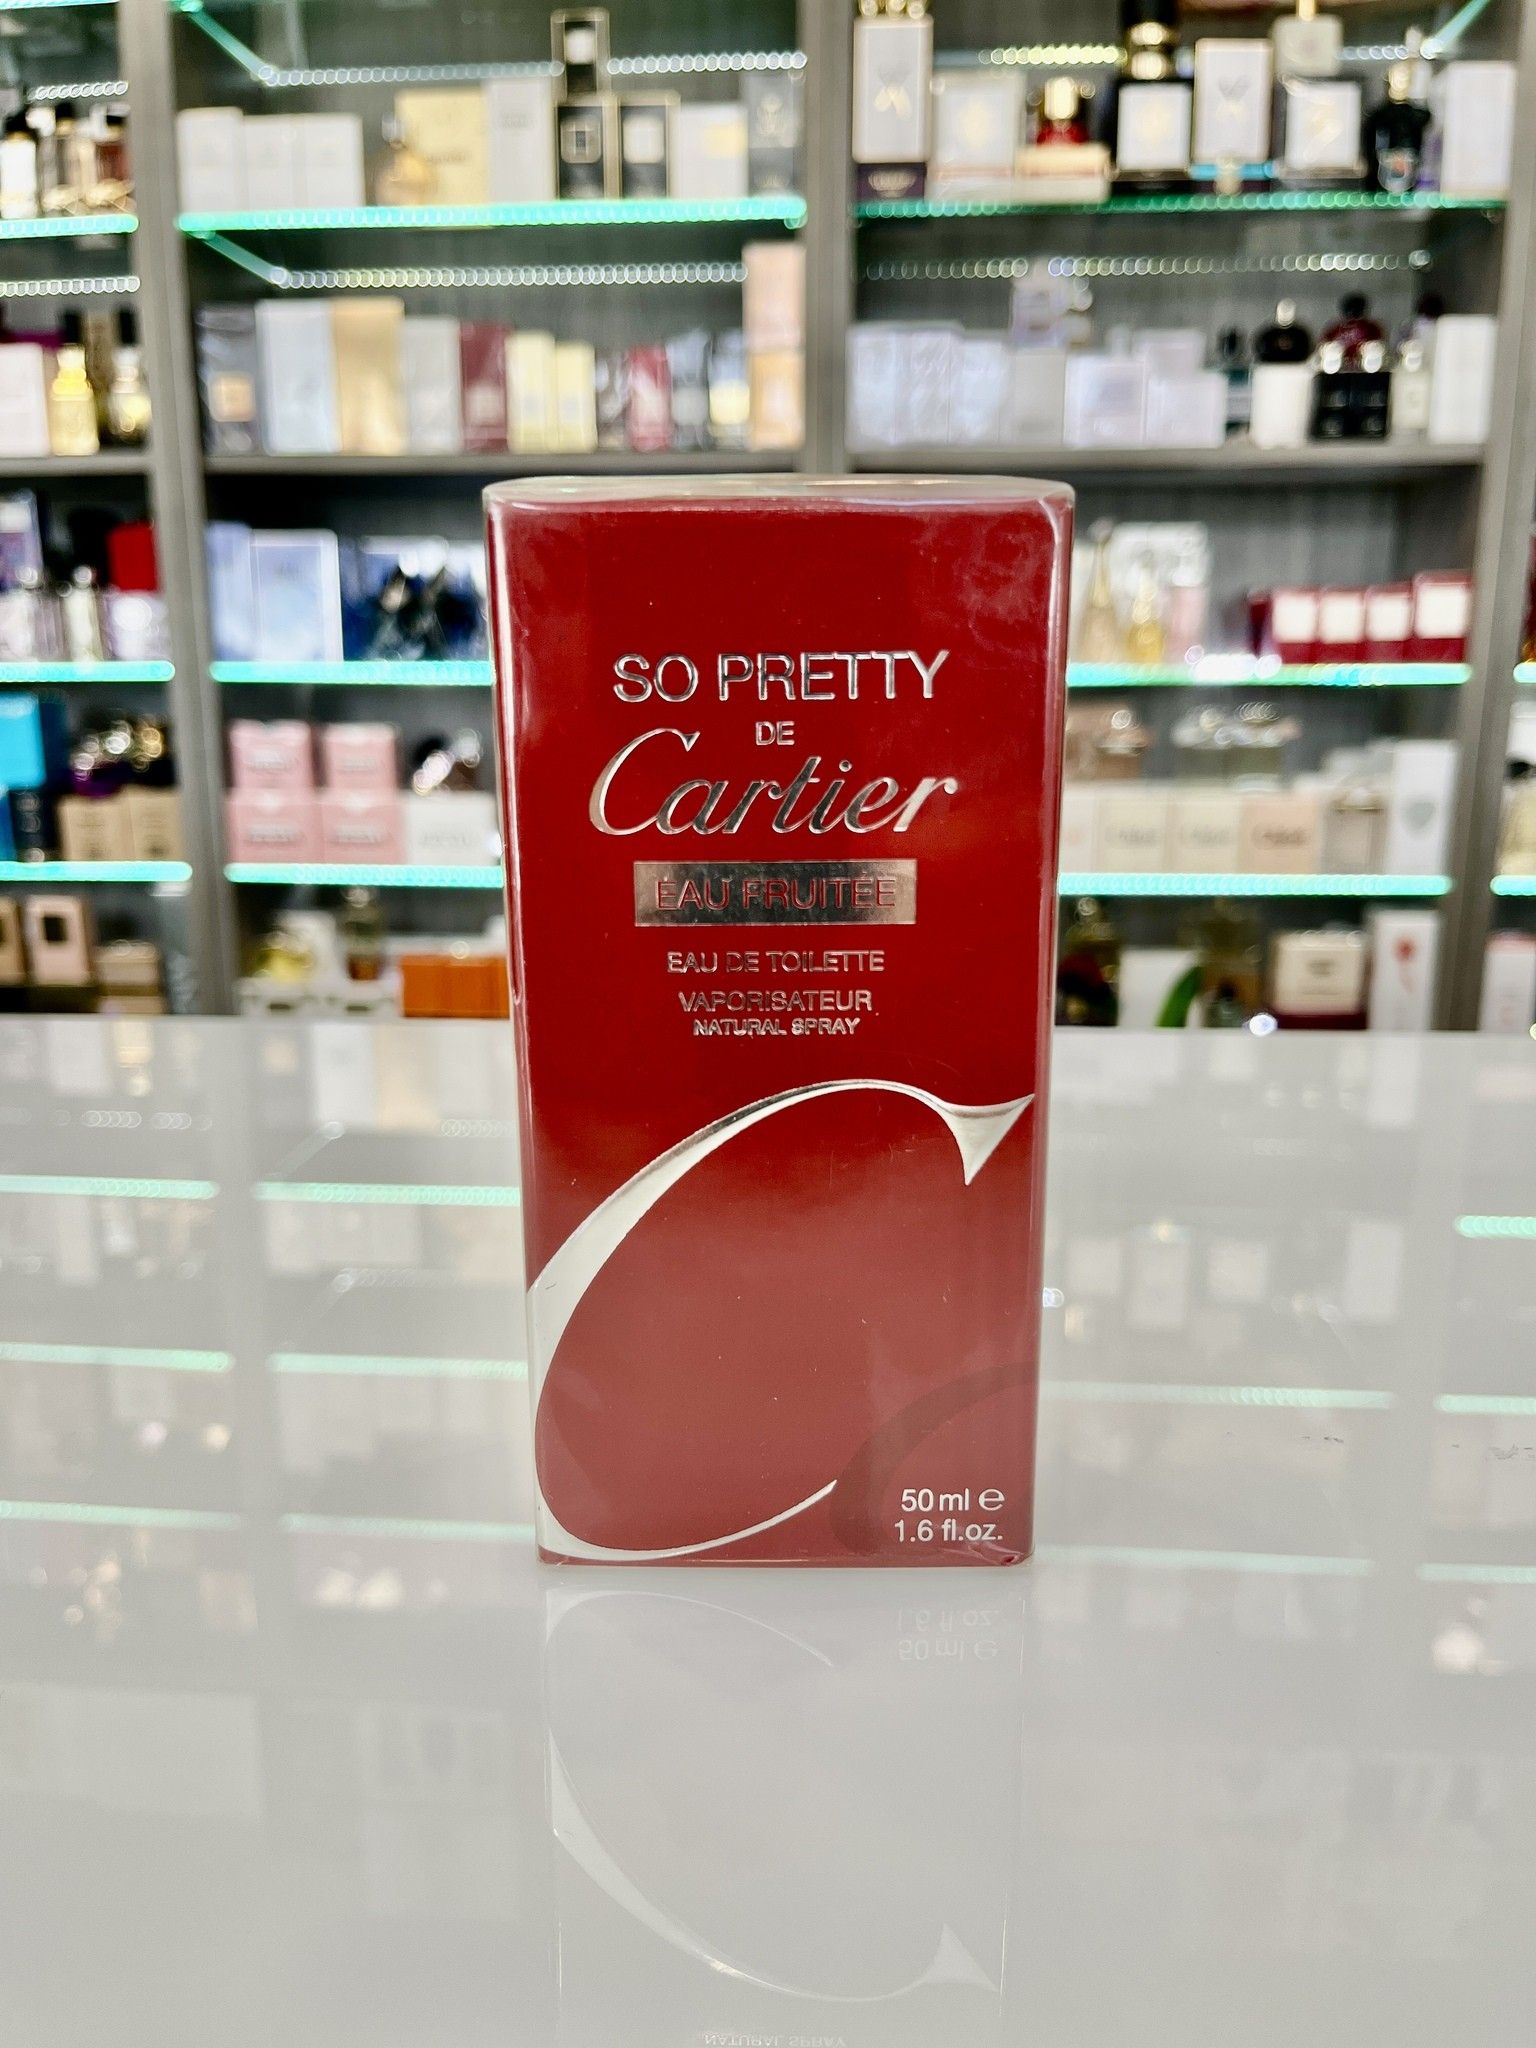 SO PRETTY
DE
Cartier
EAU FRUITÉE
EAU DE TOILETTE
VAPORISATEUR
NATURAL SPRAY
50 ml ℮
1.6 fl.oz.